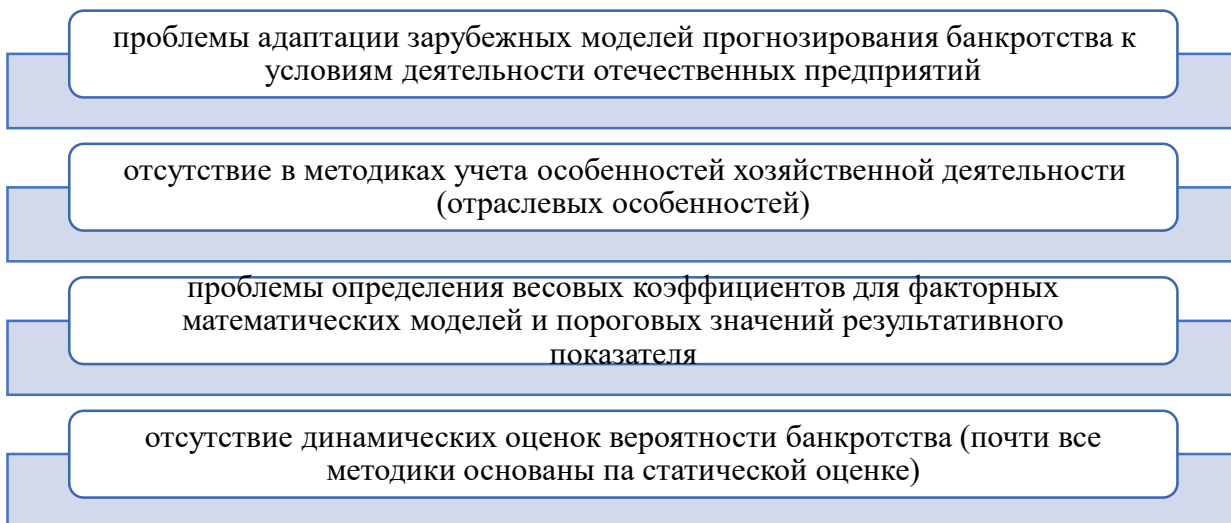 проблемы адаптации зарубежных моделей прогнозирования банкротства к
условиям деятельности отечественных предприятий
отсутствие в методиках учета особенностей хозяйственной деятельности
(отраслевых особенностей)
проблемы определения весовых коэффициентов для факторных
математических моделей и пороговых значений результативного
показателя
отсутствие динамических оценок вероятности банкротства (почти все
методики основаны па статической оценке)